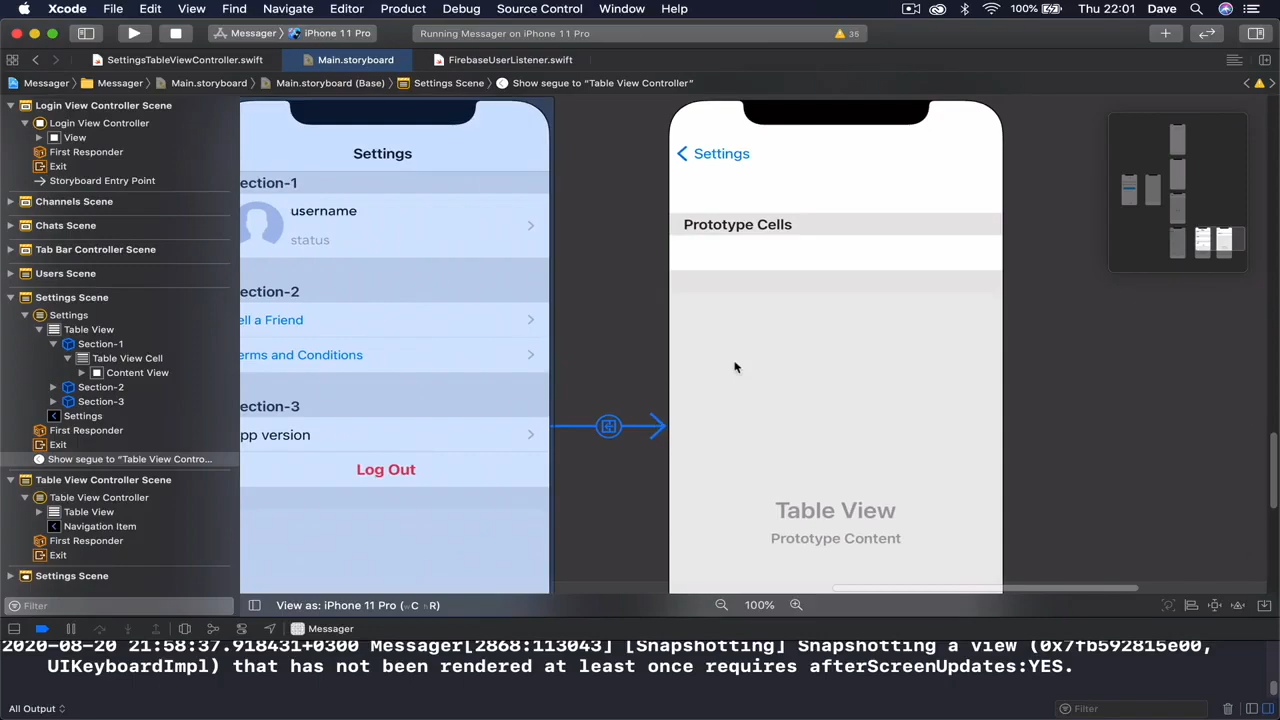 Xcode File Edit View Find Navigate Editor Product Debug Source Control Window Help 100% Thu 22:01 Dave
Messager iPhone 11 Pro Running Messager on iPhone 11 Pro 35
SettingsTableViewController.swift Main.storyboard FirebaseUserListener.swift
Messager Messager Main.storyboard Main.storyboard (Base) Settings Scene Show segue to "Table View Controller"
Login View Controller Scene
Login View Controller
View
First Responder
Exit
Storyboard Entry Point
Channels Scene
Chats Scene
Tab Bar Controller Scene
Users Scene
Settings Scene
Settings
Table View
Section-1
Table View Cell
Content View
Section-2
Section-3
Settings
First Responder
Exit
Show segue to "Table View Contro...
Table View Controller Scene
Table View Controller
Table View
Navigation Item
First Responder
Exit
Settings Scene
Filter
Settings
ection-1
username
status
ection-2
ell a Friend
erms and Conditions
ection-3
pp version
Log Out
Settings
Prototype Cells
Table View
Prototype Content
View as: iPhone 11 Pro (wC hR)
100%
Messager
2020-08-20 21:58:37.918431+0300 Messager[2868:113043] [Snapshotting] Snapshotting a view (0x7fb592815e00,
UIKeyboardImpl) that has not been rendered at least once requires afterScreenUpdates:YES.
All Output
Filter